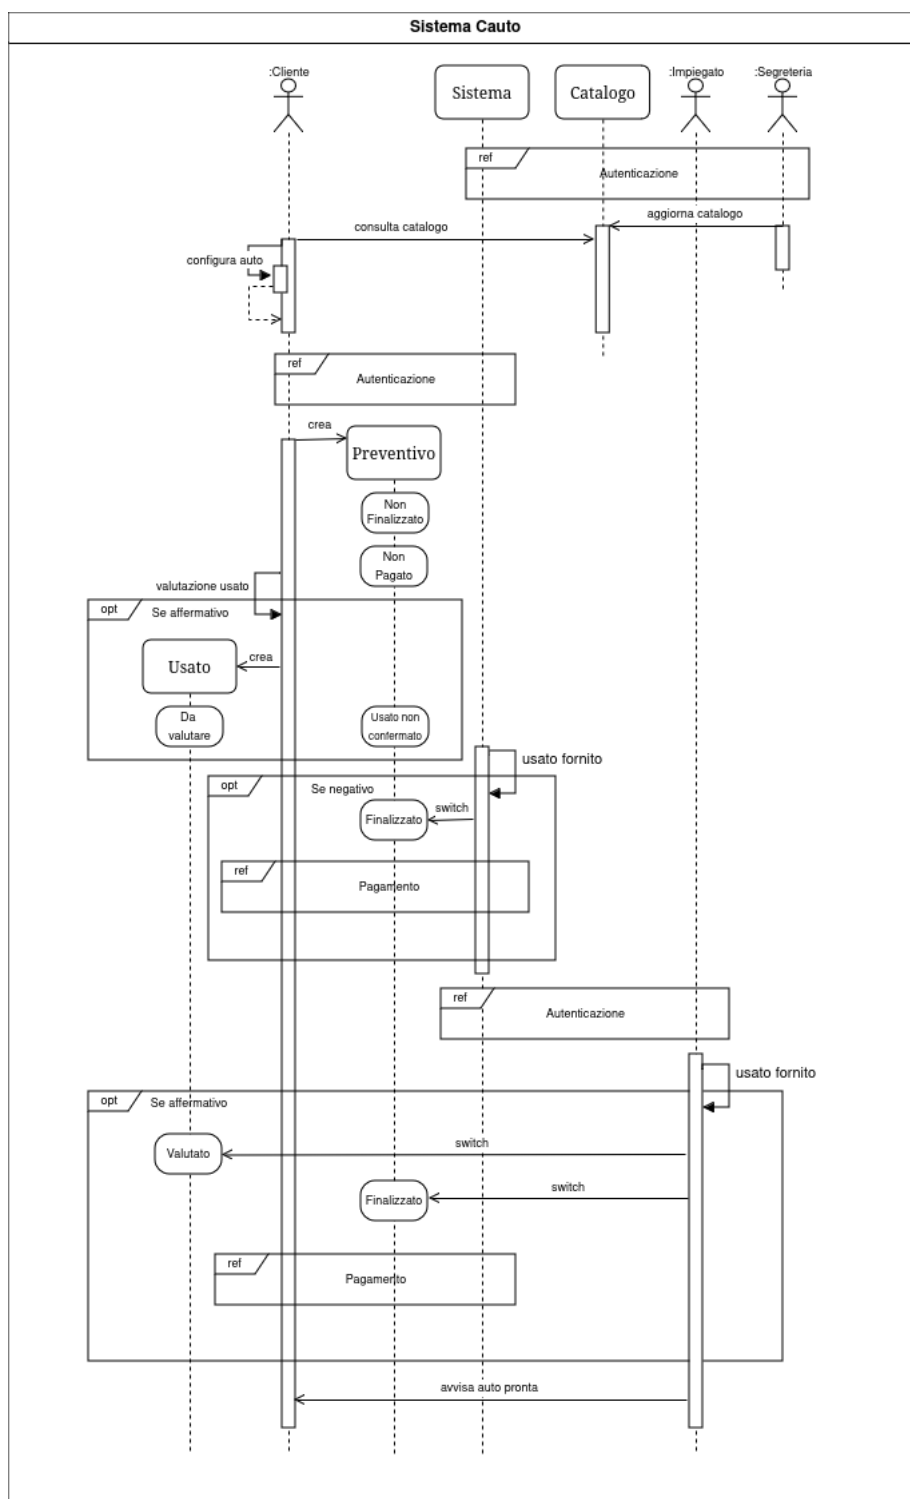 Sistema Cauto
:Cliente
Sistema
Catalogo
:Impiegato
:Segreteria
ref
Autenticazione
aggiorna catalogo
consulta catalogo
configura auto
ref
Autenticazione
crea
Preventivo
Non
Finalizzato
Non
Pagato
valutazione usato
opt
Se affermativo
crea
Usato
Da
valutare
Usato non
confermato
usato fornito
opt
Se negativo
switch
Finalizzato
ref
Pagamento
ref
Autenticazione
usato fornito
opt
Se affermativo
switch
Valutato
switch
Finalizzato
ref
Pagamento
avvisa auto pronta